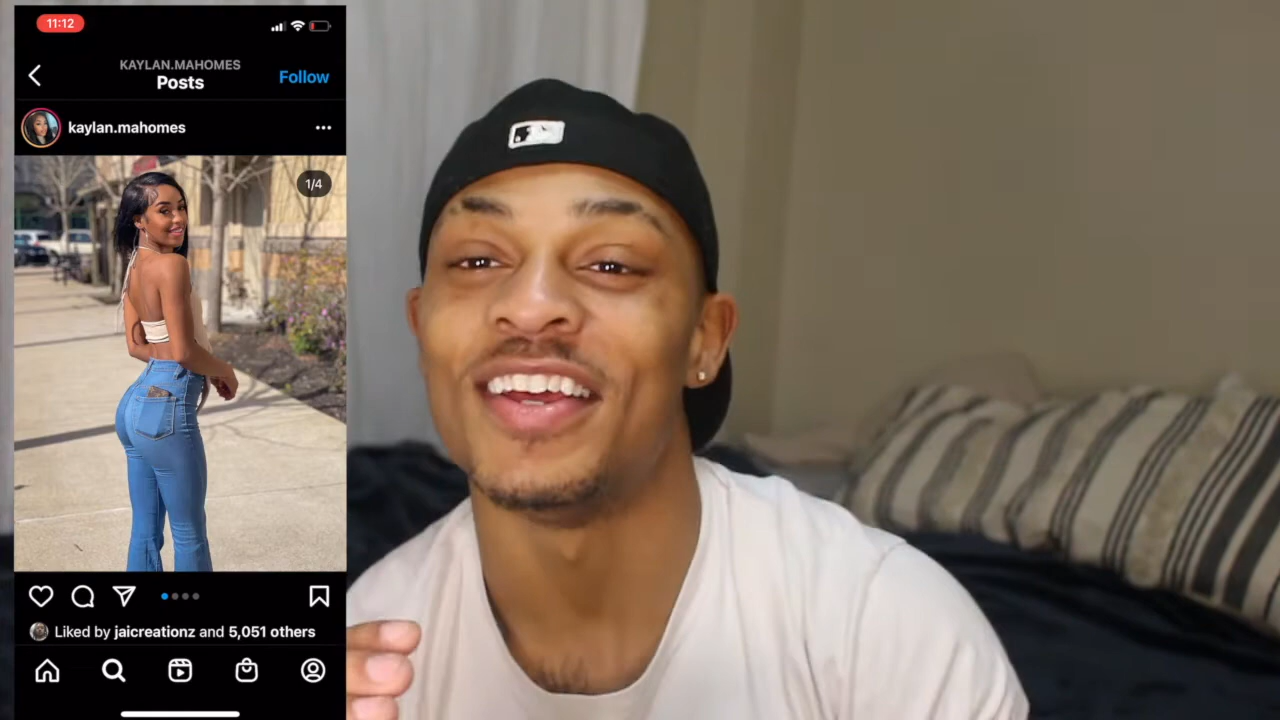 11:12
KAYLAN.MAHOMES
Posts
Follow
kaylan.mahomes
1/4
Liked by jaicreationz and 5,051 others